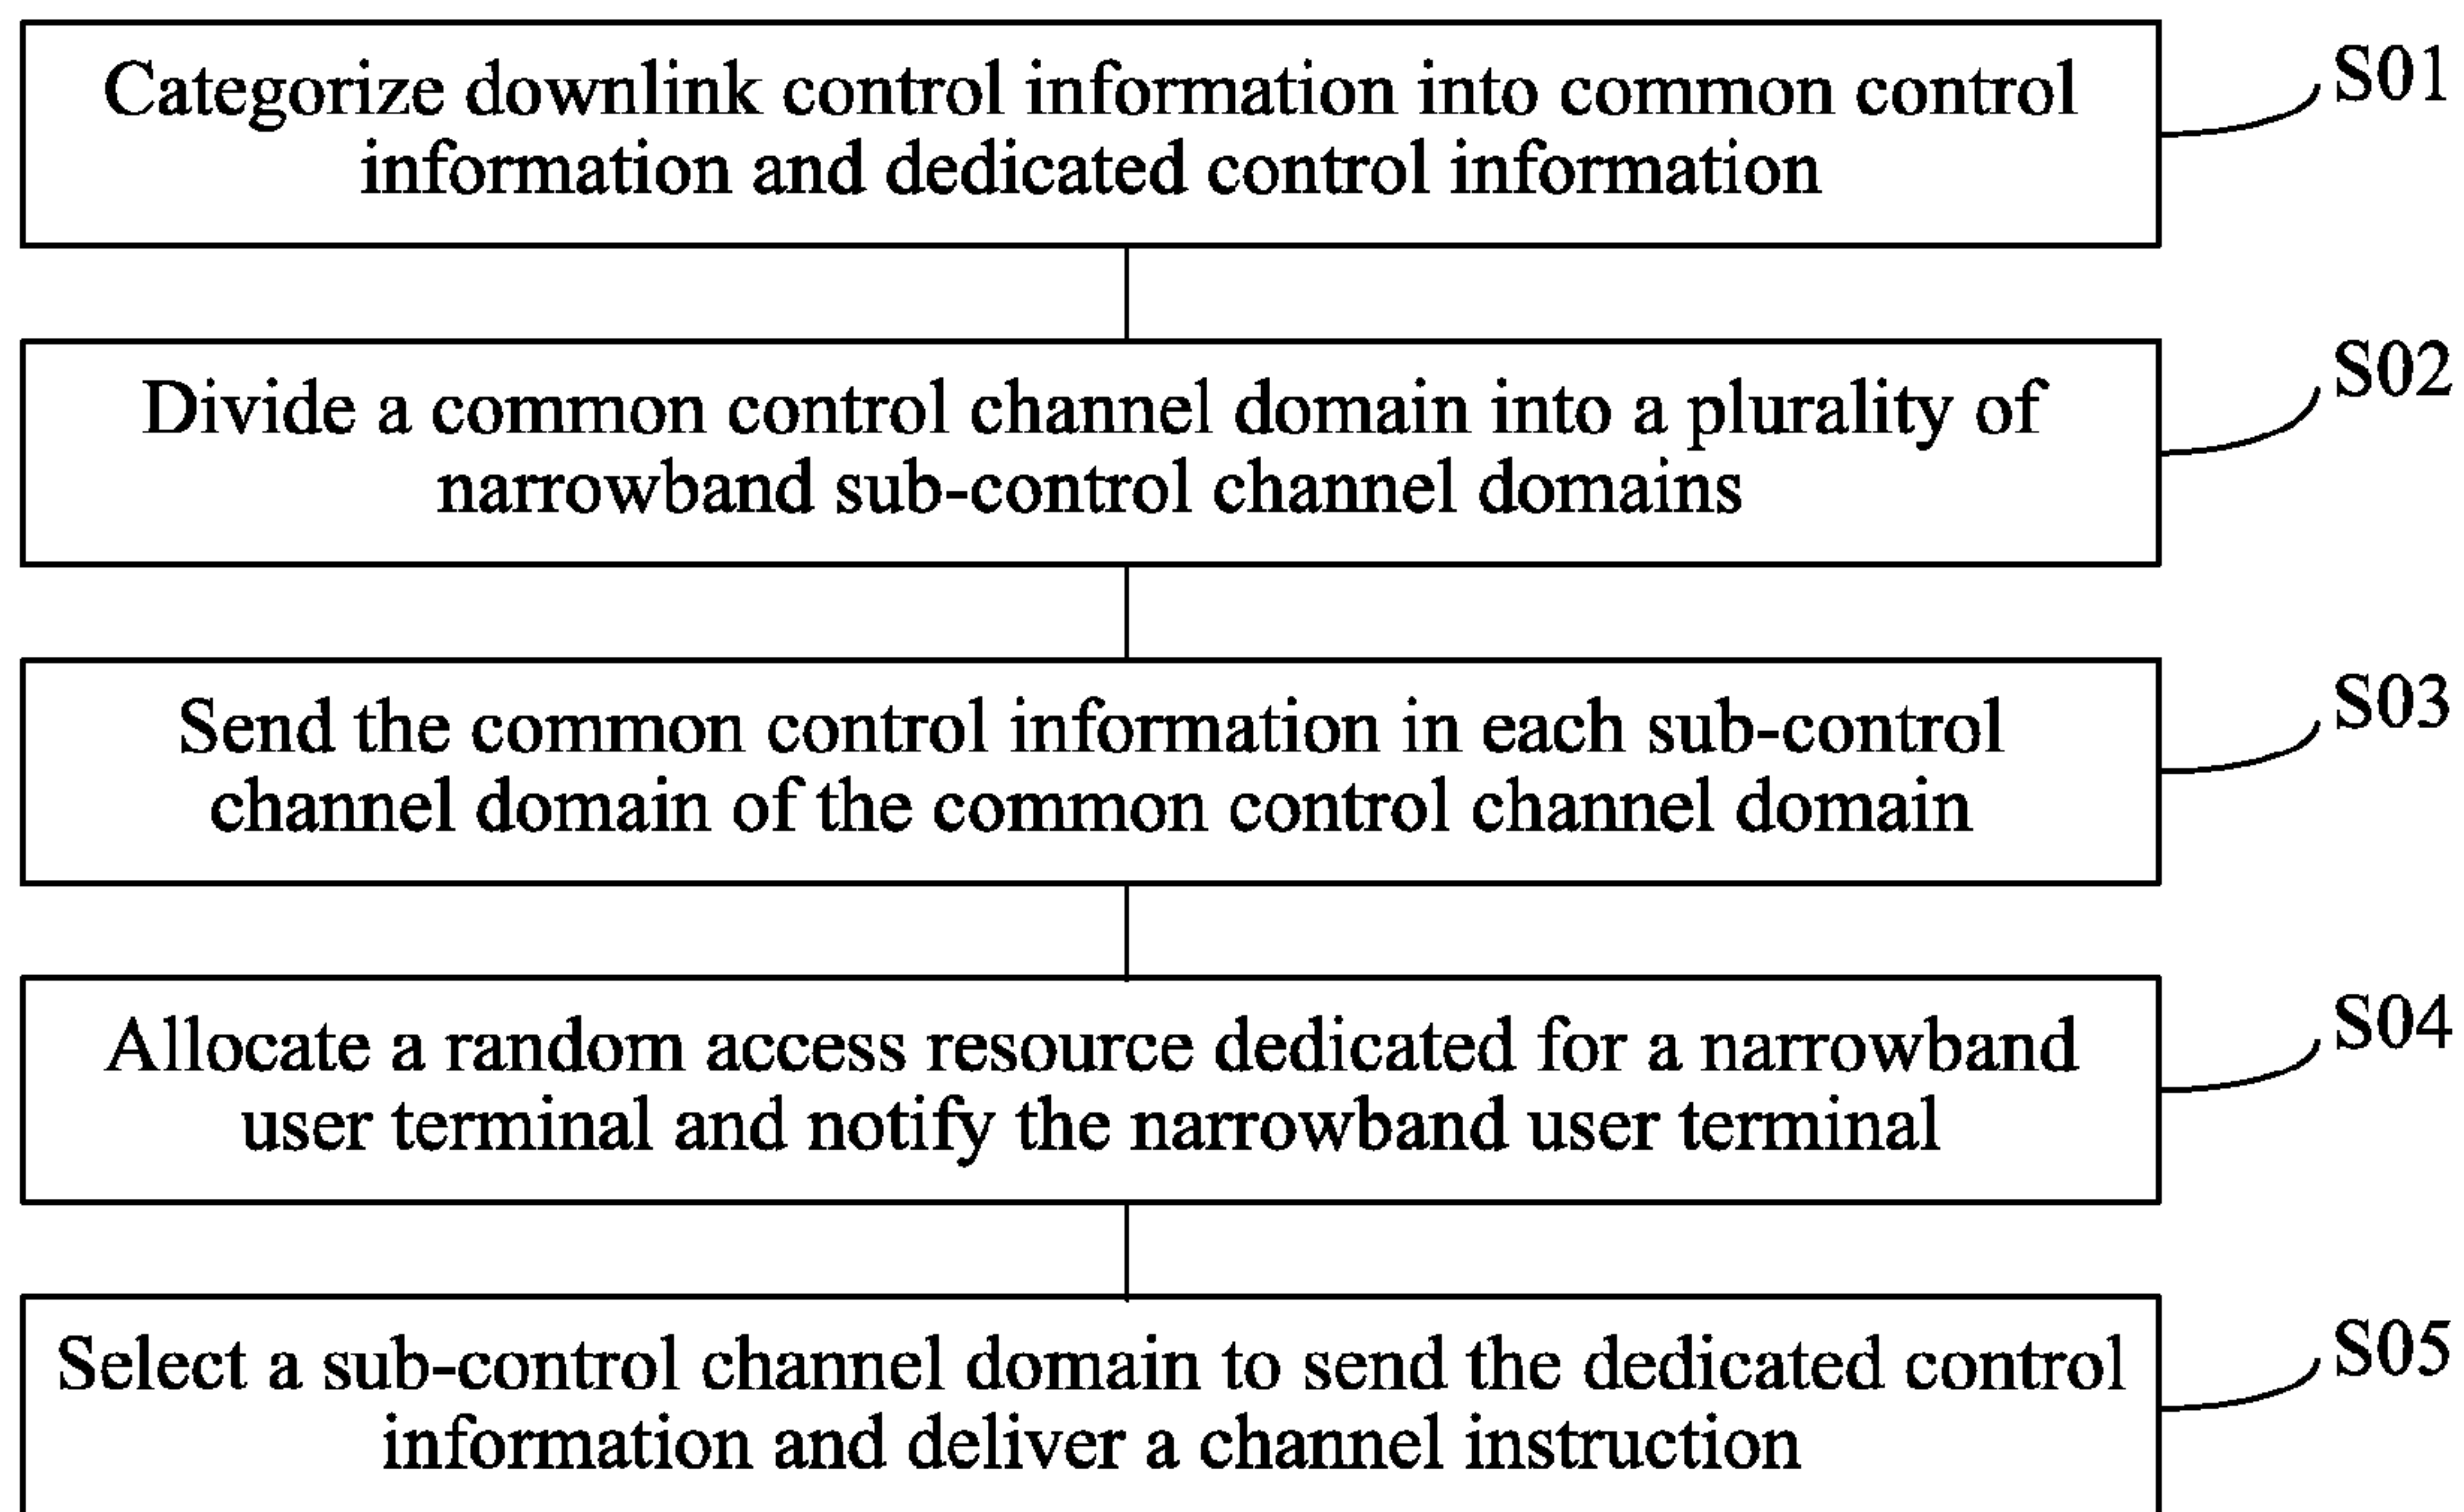 Categorize downlink control information into common control
information and dedicated control information
S01
Divide a common control channel domain into a plurality of
narrowband sub-control channel domains
S02
Send the common control information in each sub-control
channel domain of the common control channel domain
S03
Allocate a random access resource dedicated for a narrowband
user terminal and notify the narrowband user terminal
S04
Select a sub-control channel domain to send the dedicated control
information and deliver a channel instruction
S05